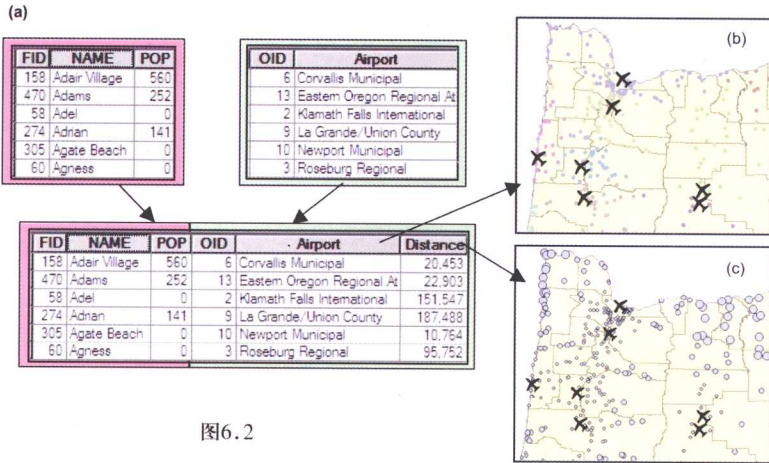 (a)
FID NAME POP
158 Adair Village 560
470 Adams 252
58 Adel 0
274 Adrian 141
305 Agate Beach 0
60 Agness 0
OID Airport
6 Corvallis Municipal
13 Eastern Oregon Regional At
2 Klamath Falls International
9 La Grande/Union County
10 Newport Municipal
3 Roseburg Regional
(b)
FID NAME POP OID Airport Distance
158 Adair Village 560 6 Corvallis Municipal 20,453
470 Adams 252 13 Eastern Oregon Regional At 22,903
58 Adel 0 2 Klamath Falls International 151,547
274 Adrian 141 9 La Grande/Union County 187,488
305 Agate Beach 0 10 Newport Municipal 10,764
60 Agness 0 3 Roseburg Regional 95,752
(c)
图6.2